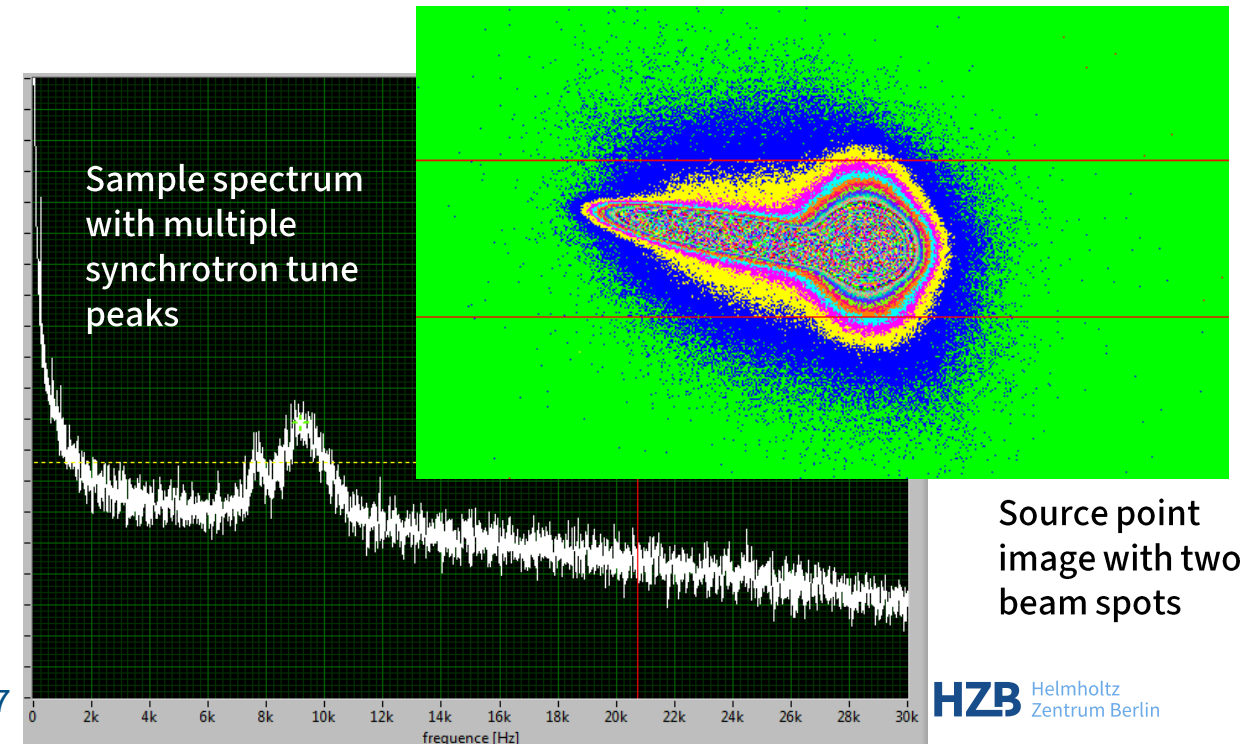 Sample spectrum
with multiple
synchrotron tune
peaks
0 2k 4k 6k 8k 10k 12k 14k 16k 18k 20k 22k 24k 26k 28k 30k
frequence [Hz]
Source point
image with two
beam spots
7
HZB Helmholtz
Zentrum Berlin